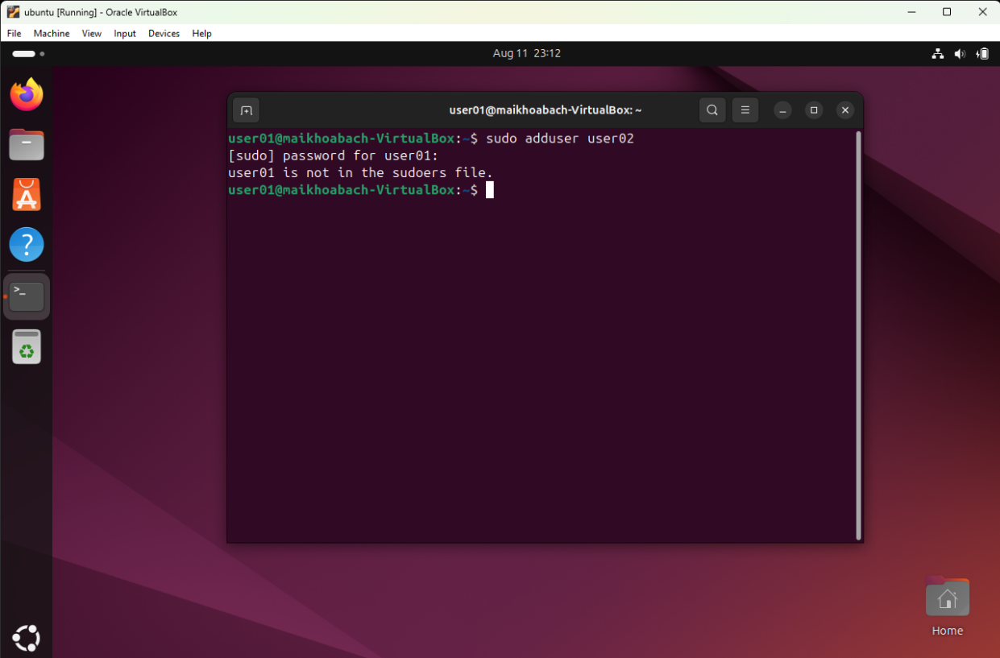 ubuntu [Running] - Oracle VirtualBox
File Machine View Input Devices Help
Aug 11 23:12
user01@maikhoabach-VirtualBox: ~
user01@maikhoabach-VirtualBox:~$ sudo adduser user02
[sudo] password for user01:
user01 is not in the sudoers file.
user01@maikhoabach-VirtualBox:~$
Home